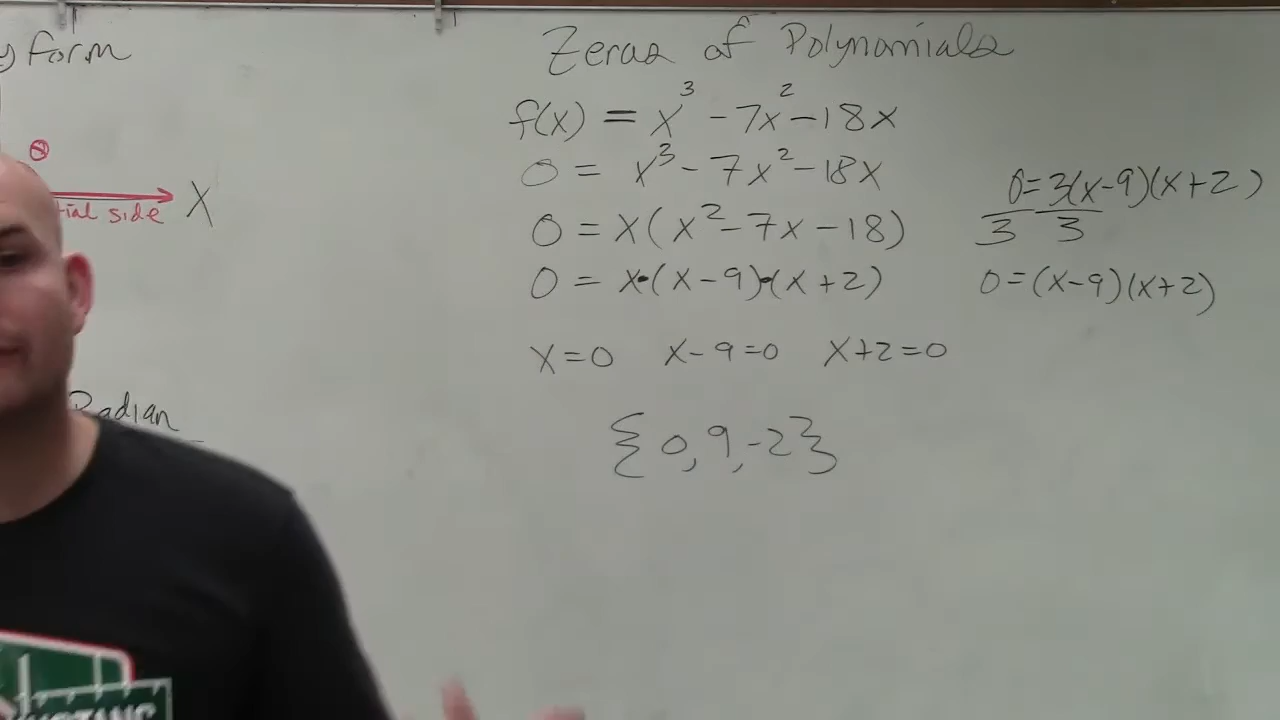 y form
Zeros of Polynomials
f(x) = x³ - 7x² - 18x
0 = x³ - 7x² - 18x
0 = x(x² - 7x - 18)
0 = x·(x - 9)·(x + 2)
x = 0 x - 9 = 0 x + 2 = 0
{0, 9, -2}
0 = 3(x-9)(x+2)
3 3
0 = (x-9)(x+2)
θ
X
tial side
Radian